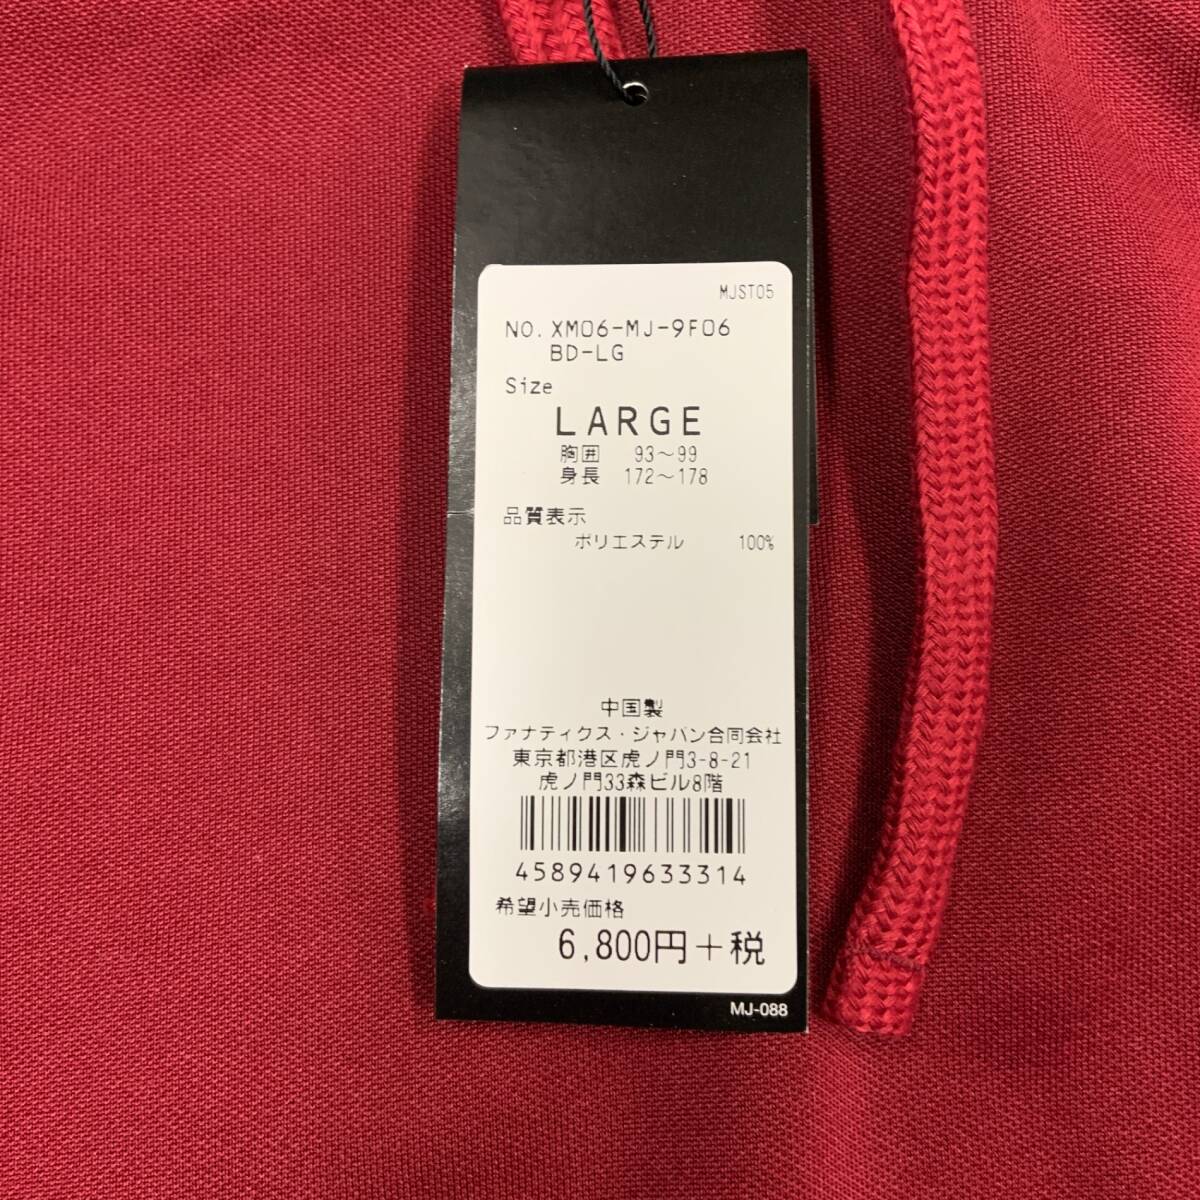 MJST05
NO. XM06-MJ-9F06
BD-LG
Size
LARGE
胸囲 93～99
身長 172～178
品質表示
ポリエステル 100%
中国製
ファナティクス・ジャパン合同会社
東京都港区虎ノ門3-8-21
虎ノ門33森ビル8階
4589419633314
希望小売価格
6,800円＋税
MJ-088